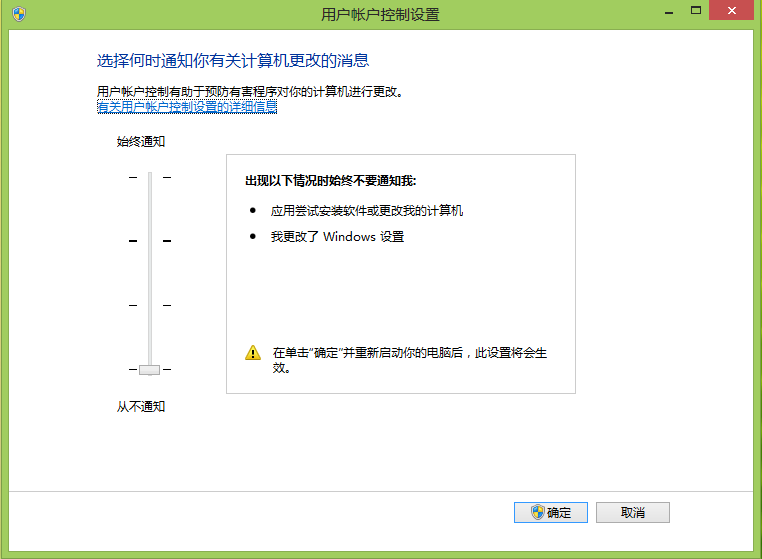 用户帐户控制设置
选择何时通知你有关计算机更改的消息
用户帐户控制有助于预防有害程序对你的计算机进行更改。
有关用户帐户控制设置的详细信息
始终通知
出现以下情况时始终不要通知我:
应用尝试安装软件或更改我的计算机
我更改了 Windows 设置
在单击“确定”并重新启动你的电脑后，此设置将会生
效。
从不通知
确定
取消